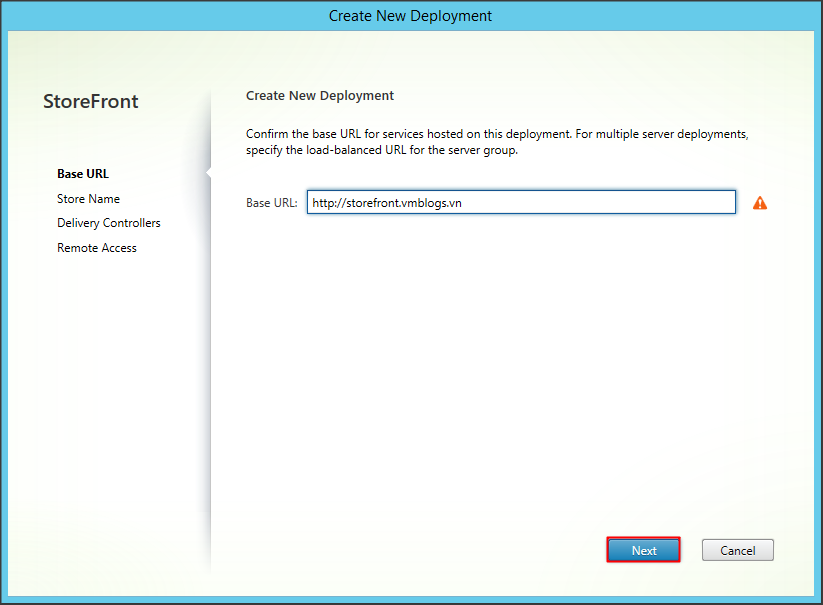 Create New Deployment
StoreFront
Base URL
Store Name
Delivery Controllers
Remote Access
Create New Deployment
Confirm the base URL for services hosted on this deployment. For multiple server deployments,
specify the load-balanced URL for the server group.
Base URL: http://storefront.vmblogs.vn
Next Cancel